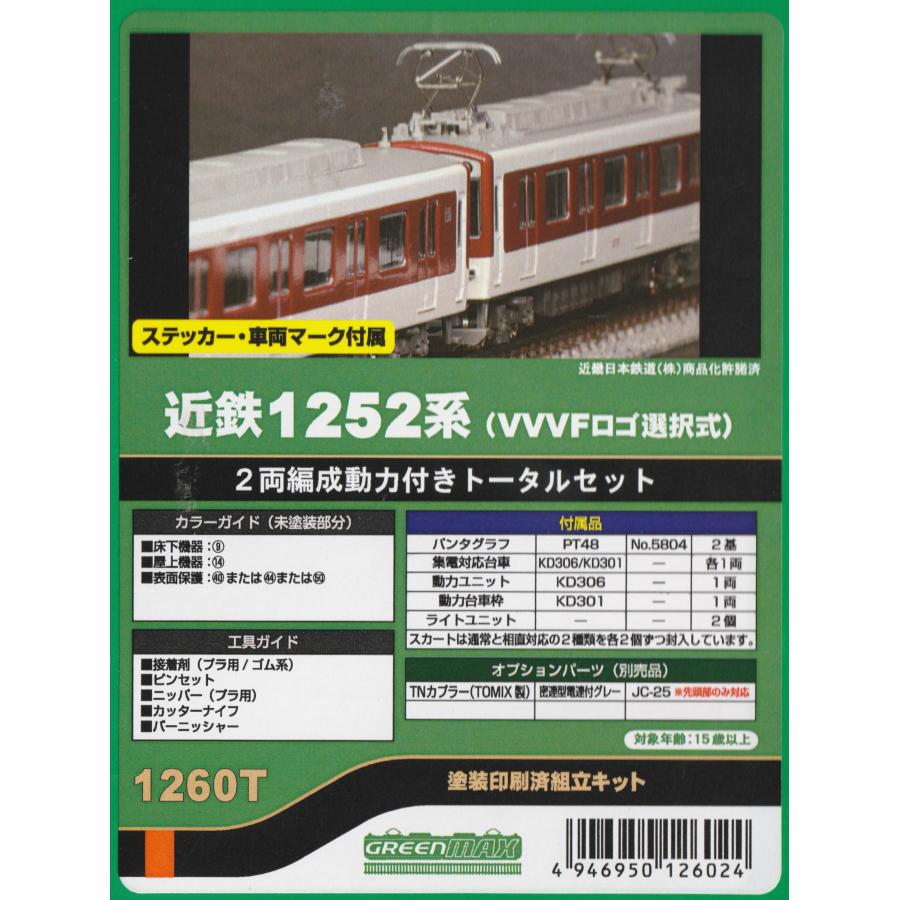 ステッカー・車両マーク付属
近畿日本鉄道(株)商品化許諾済
近鉄1252系(VVVFロゴ選択式)
2両編成動力付きトータルセット
カラーガイド(未塗装部分)
■床下機器:⑨
■屋上機器:⑭
■表面保護:㊵または㊹または㊿
工具ガイド
■接着剤(プラ用/ゴム系)
■ピンセット
■ニッパー(プラ用)
■カッターナイフ
■バーニッシャー
付属品
パンタグラフ PT48 No.5804 2基
集電対応台車 KD306/KD301 — 各1両
動力ユニット KD306 — 1両
動力台車枠 KD301 — 1両
ライトユニット — — 2個
スカートは通常と相直対応の2種類を各2個ずつ封入しています。
オプションパーツ(別売品)
TNカプラー(TOMIX製) 密連型電連付グレー JC-25 ※先頭部のみ対応
対象年齢:15歳以上
1260T
塗装印刷済組立キット
GREENMAX
4 946950 126024